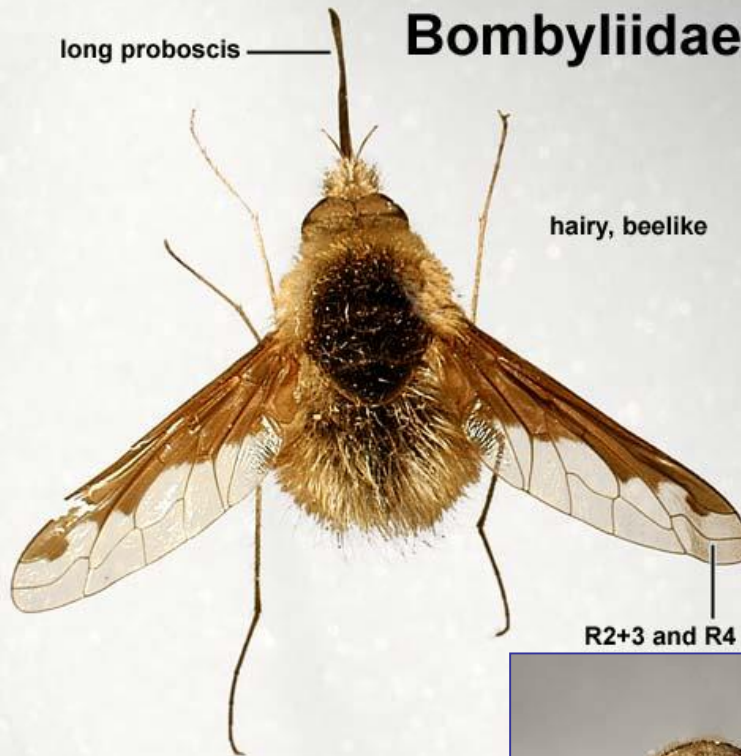 Bombyliidae
long proboscis
hairy, beelike
R2+3 and R4